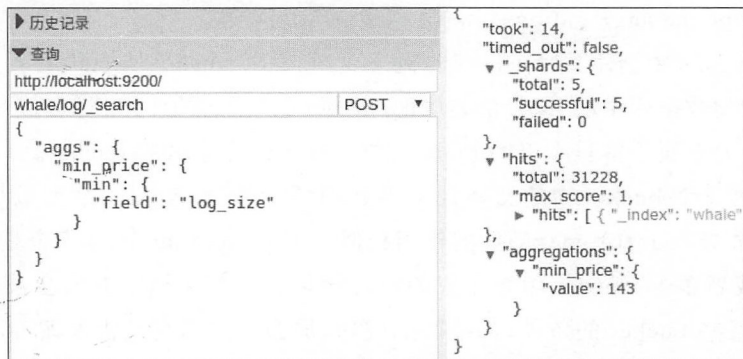 ▶ 历史记录
▼ 查询
http://localhost:9200/
whale/log/_search POST ▼
{
"aggs": {
"min_price": {
"min": {
"field": "log_size"
}
}
}
}
{
"took": 14,
"timed_out": false,
▼ "_shards": {
"total": 5,
"successful": 5,
"failed": 0
},
▼ "hits": {
"total": 31228,
"max_score": 1,
▶ "hits": [ { "_index": "whale"
},
▼ "aggregations": {
▼ "min_price": {
"value": 143
}
}
}